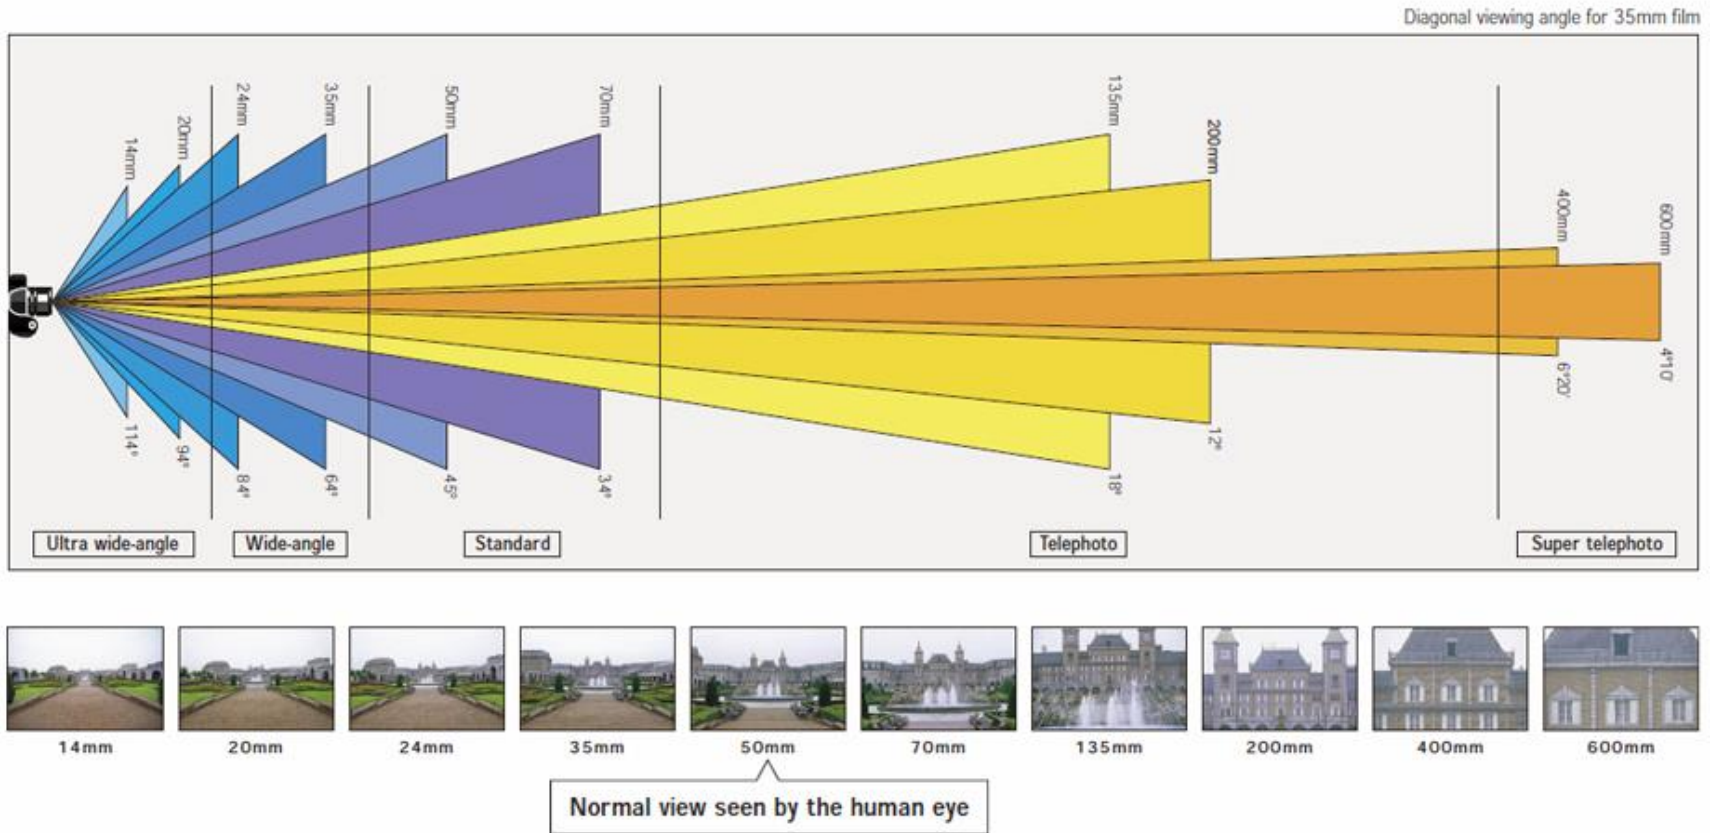 Diagonal viewing angle for 35mm film
14mm
20mm
24mm
35mm
50mm
70mm
135mm
200mm
400mm
600mm
114°
94°
84°
64°
45°
34°
18°
12°
6°20'
4°10'
Ultra wide-angle
Wide-angle
Standard
Telephoto
Super telephoto
14mm
20mm
24mm
35mm
50mm
70mm
135mm
200mm
400mm
600mm
Normal view seen by the human eye